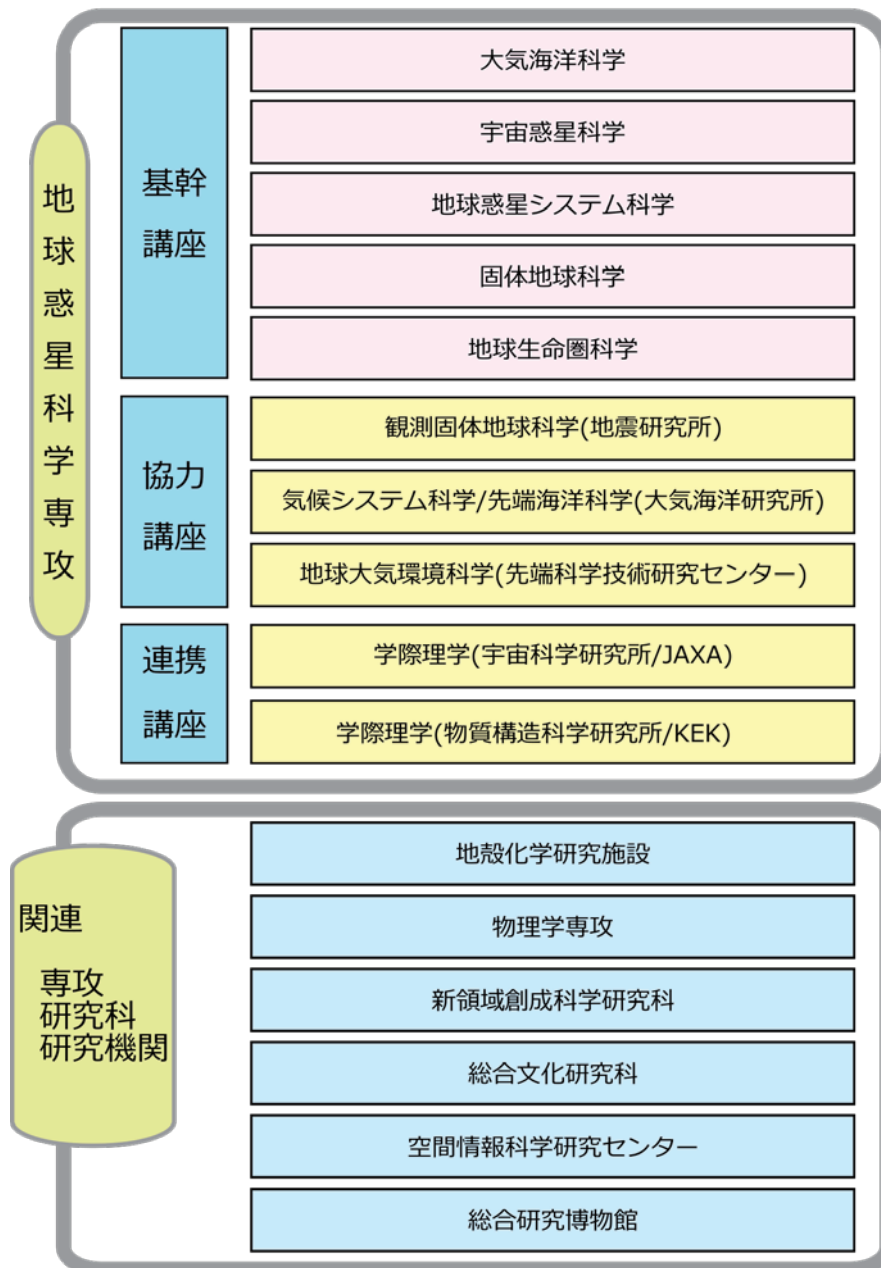 地球惑星科学専攻
基幹
講座
大気海洋科学
宇宙惑星科学
地球惑星システム科学
固体地球科学
地球生命圏科学
協力
講座
観測固体地球科学(地震研究所)
気候システム科学/先端海洋科学(大気海洋研究所)
地球大気環境科学(先端科学技術研究センター)
連携
講座
学際理学(宇宙科学研究所/JAXA)
学際理学(物質構造科学研究所/KEK)
関連
専攻
研究科
研究機関
地殻化学研究施設
物理学専攻
新領域創成科学研究科
総合文化研究科
空間情報科学研究センター
総合研究博物館